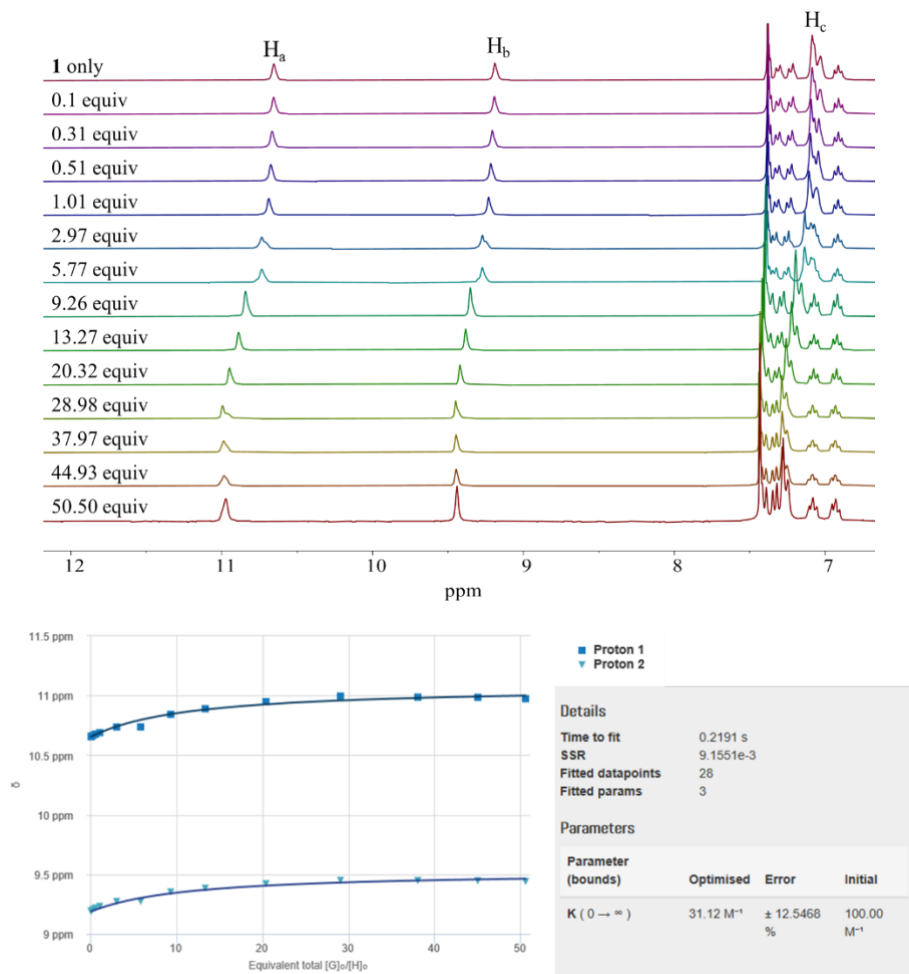 Hₐ H_b H_c
1 only
0.1 equiv
0.31 equiv
0.51 equiv
1.01 equiv
2.97 equiv
5.77 equiv
9.26 equiv
13.27 equiv
20.32 equiv
28.98 equiv
37.97 equiv
44.93 equiv
50.50 equiv
12 11 10 9 8 7
ppm
11.5 ppm
11 ppm
10.5 ppm
10 ppm
9.5 ppm
9 ppm
δ
0 10 20 30 40 50
Equivalent total [G]₀/[H]₀
Proton 1
Proton 2
Details
Time to fit 0.2191 s
SSR 9.1551e-3
Fitted datapoints 28
Fitted params 3
Parameters
Parameter
(bounds) Optimised Error Initial
K ( 0 → ∞ ) 31.12 M⁻¹ ± 12.5468 100.00
% M⁻¹